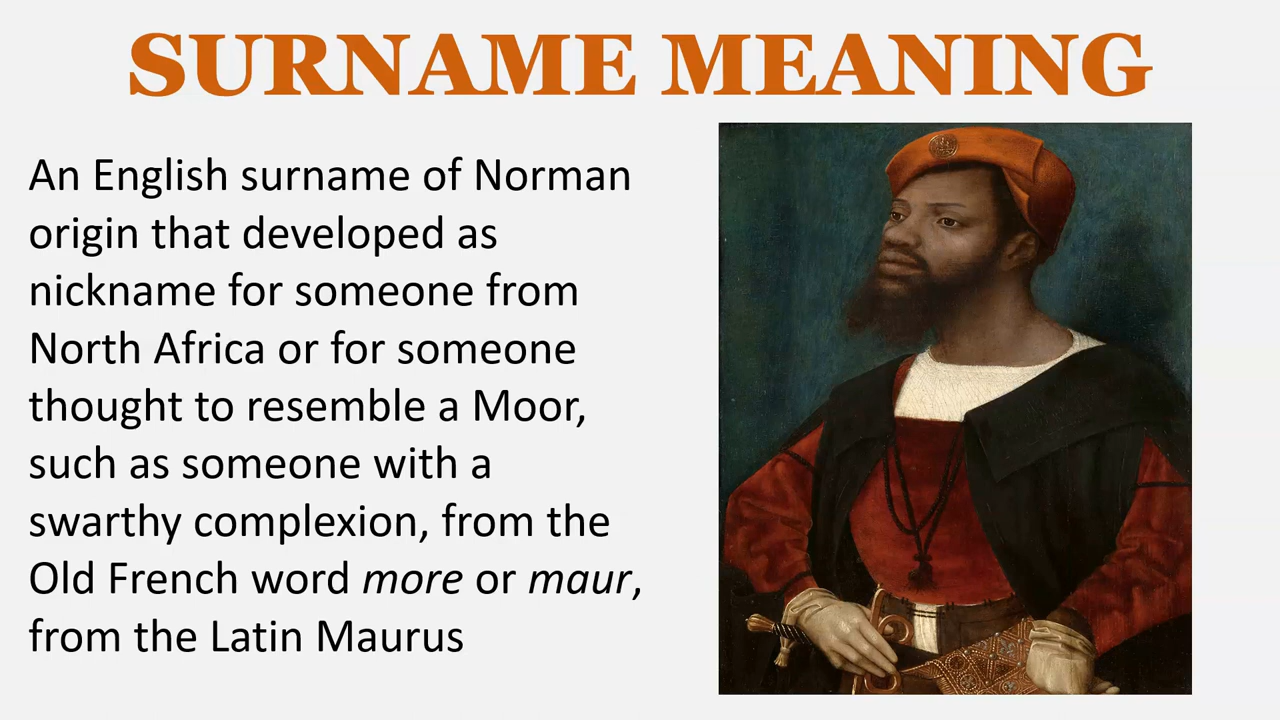 SURNAME MEANING
An English surname of Norman
origin that developed as
nickname for someone from
North Africa or for someone
thought to resemble a Moor,
such as someone with a
swarthy complexion, from the
Old French word more or maur,
from the Latin Maurus